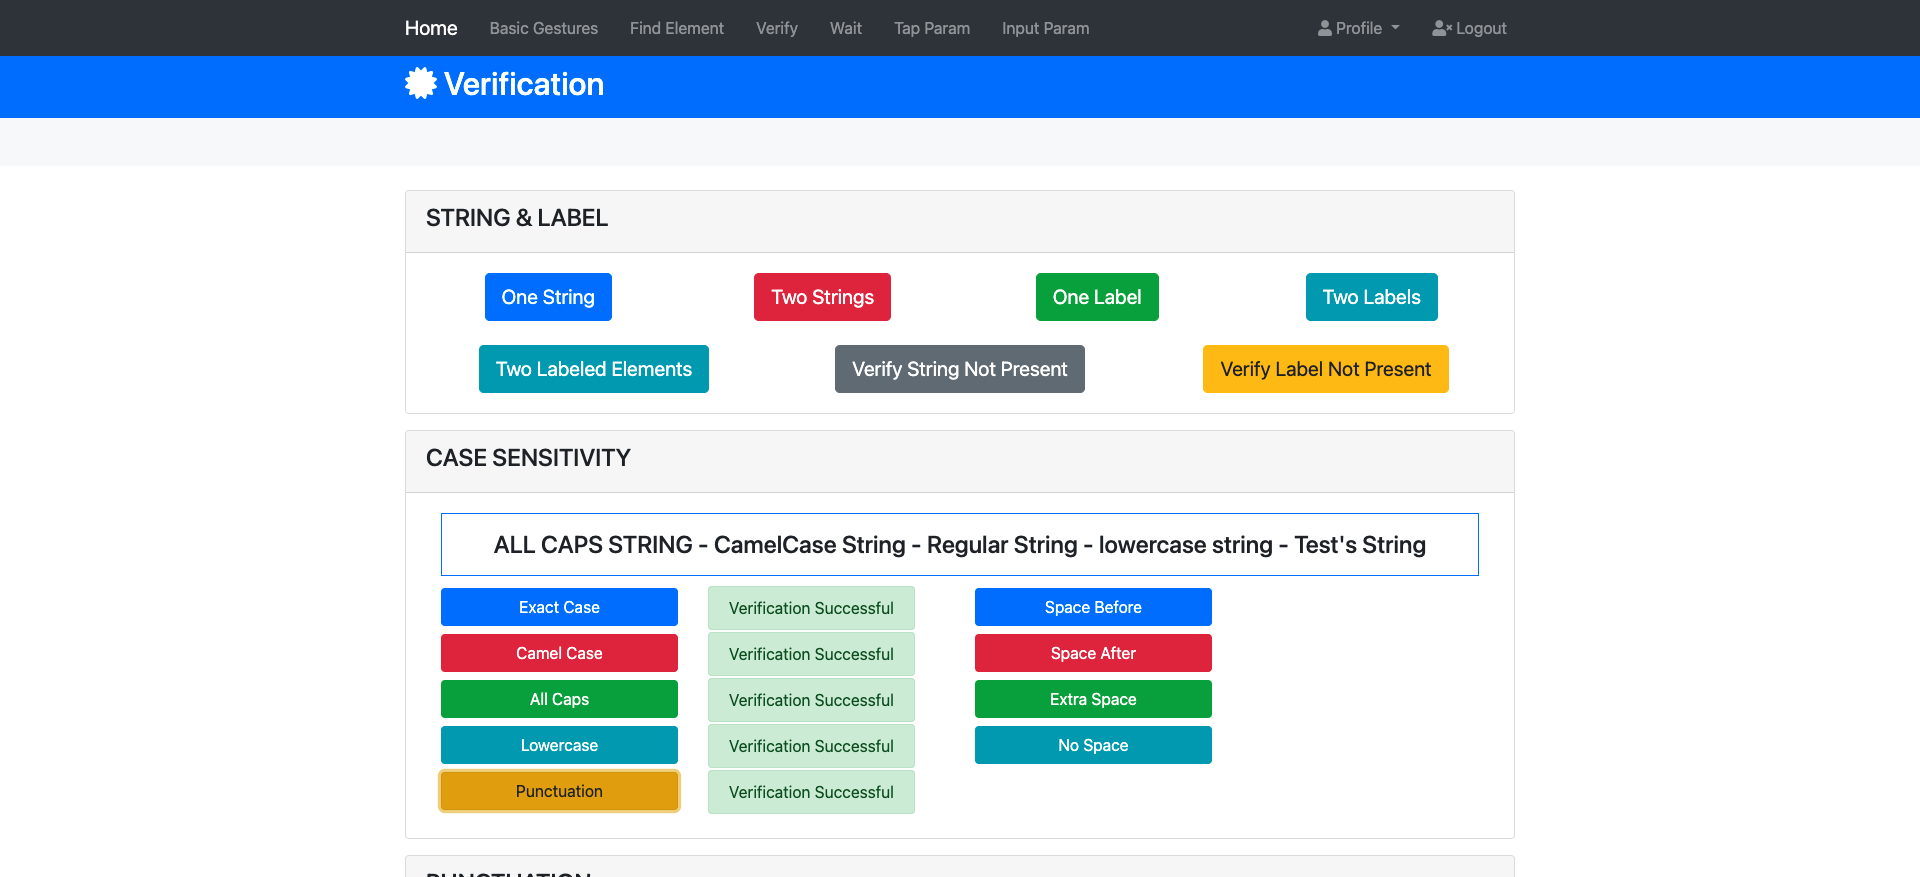 Home Basic Gestures Find Element Verify Wait Tap Param Input Param Profile Logout
Verification
STRING & LABEL
One String Two Strings One Label Two Labels
Two Labeled Elements Verify String Not Present Verify Label Not Present
CASE SENSITIVITY
ALL CAPS STRING - CamelCase String - Regular String - lowercase string - Test's String
Exact Case Verification Successful Space Before
Camel Case Verification Successful Space After
All Caps Verification Successful Extra Space
Lowercase Verification Successful No Space
Punctuation Verification Successful
PUNCTUATION